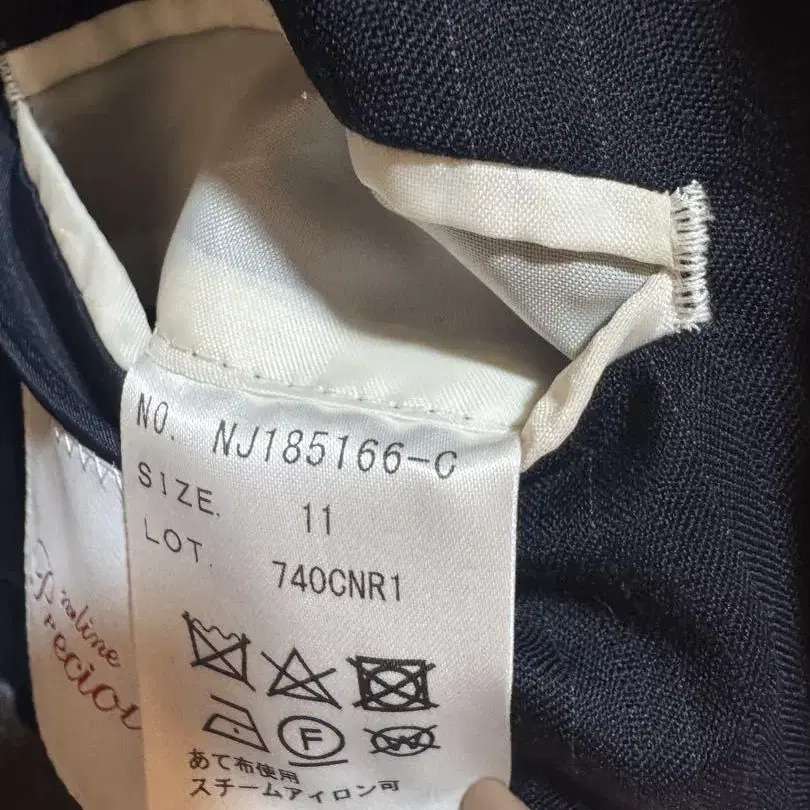 NO. NJ185166-C
SIZE. 11
LOT. 740CNR1
F
W
あて布使用
スチームアイロン可